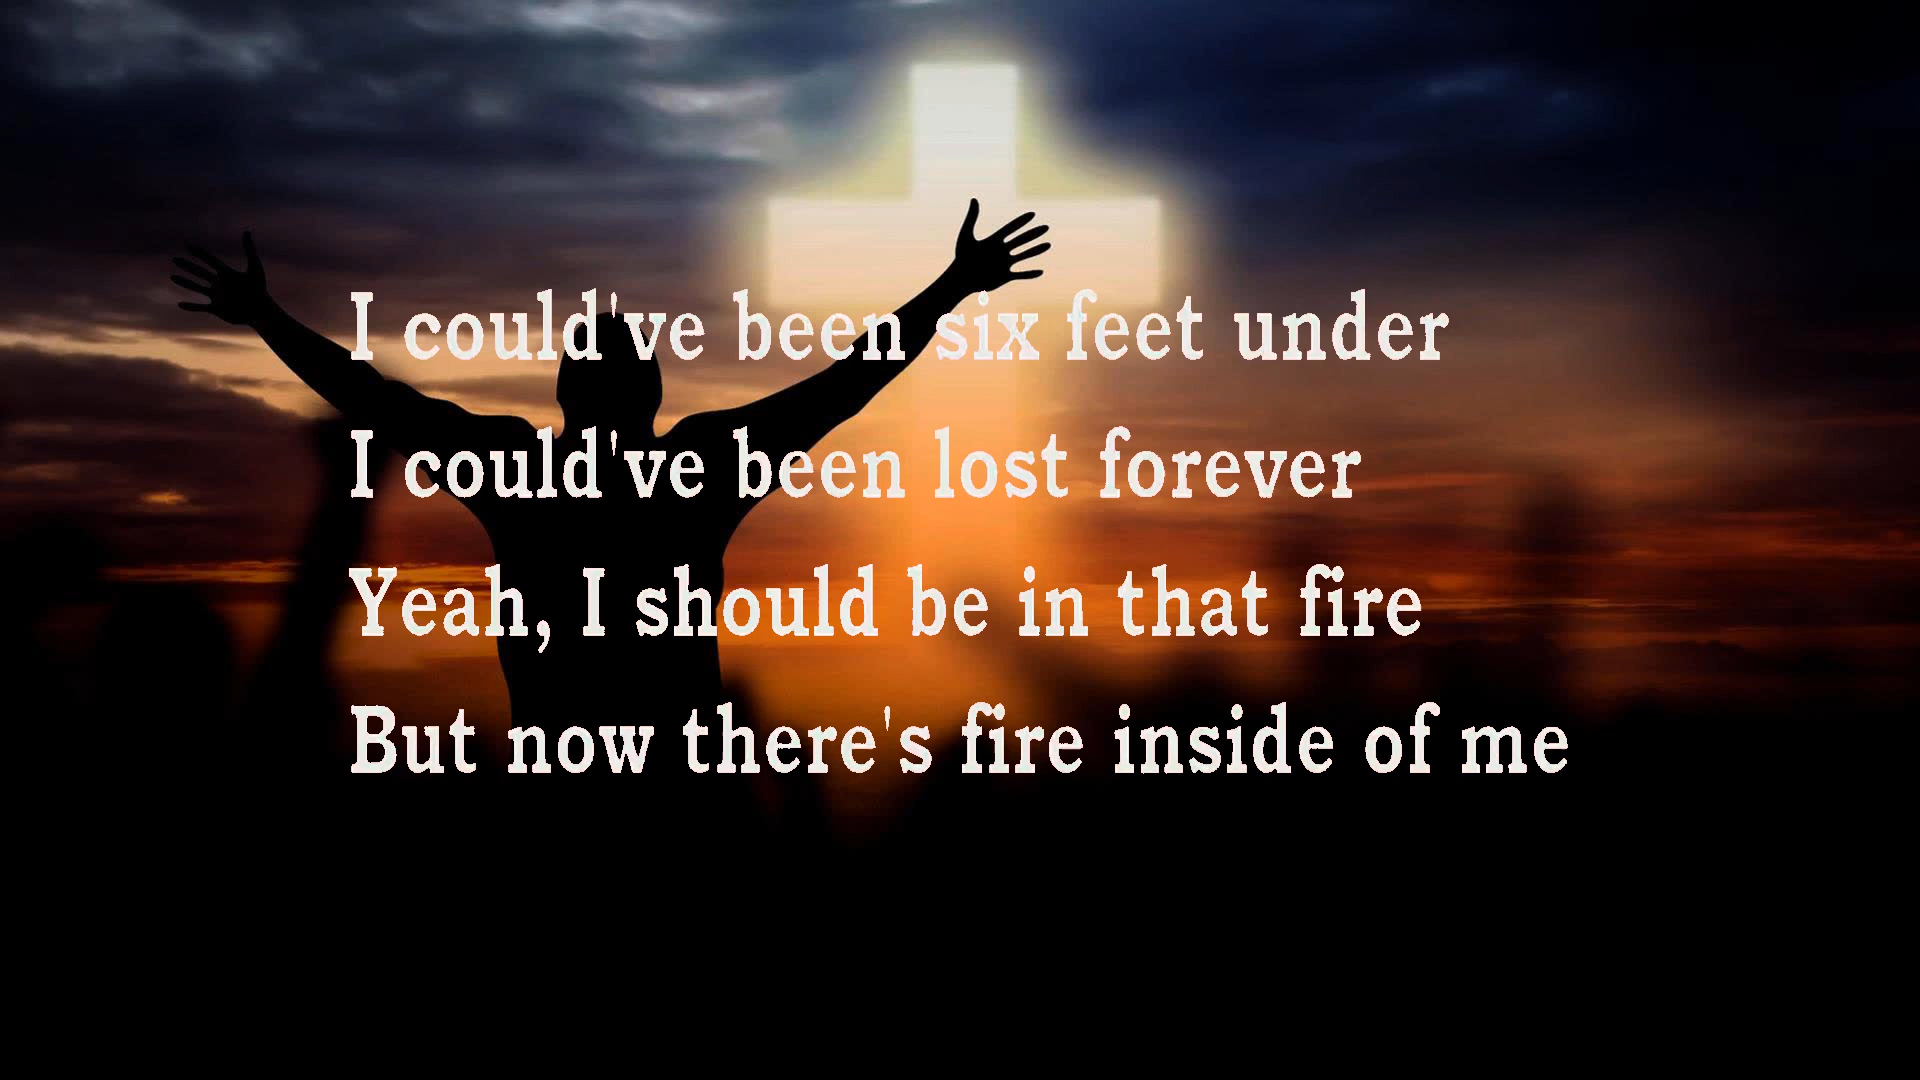 I could've been six feet under
I could've been lost forever
Yeah, I should be in that fire
But now there's fire inside of me